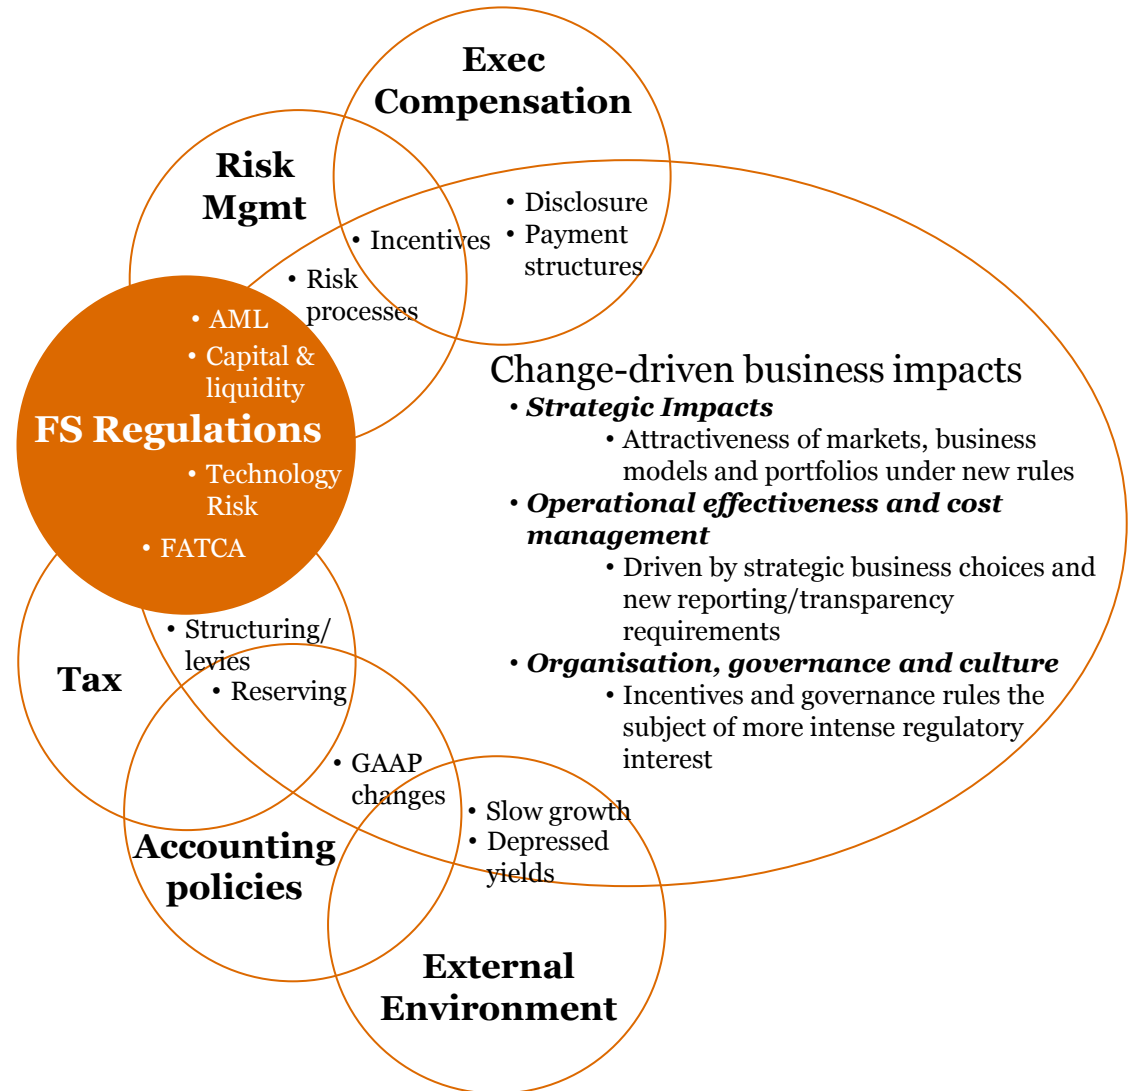 Exec
Compensation
Risk
Mgmt
• Disclosure
• Payment
structures
• Incentives
• Risk
processes
• AML
• Capital &
liquidity
FS Regulations
• Technology
Risk
• FATCA
Change-driven business impacts
• Strategic Impacts
• Attractiveness of markets, business
models and portfolios under new rules
• Operational effectiveness and cost
management
• Driven by strategic business choices and
new reporting/transparency
requirements
• Organisation, governance and culture
• Incentives and governance rules the
subject of more intense regulatory
interest
• Structuring/
levies
• Reserving
Tax
• GAAP
changes
• Slow growth
• Depressed
yields
Accounting
policies
External
Environment